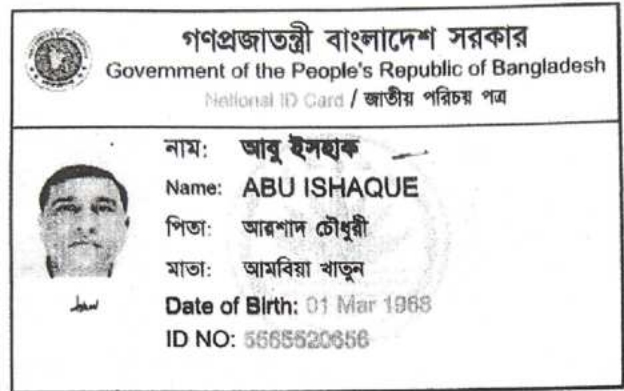 গণপ্রজাতন্ত্রী বাংলাদেশ সরকার
Government of the People's Republic of Bangladesh
National ID Card / জাতীয় পরিচয় পত্র
নাম: আবু ইসহাক
Name: ABU ISHAQUE
পিতা: আরশাদ চৌধুরী
মাতা: আমবিয়া খাতুন
Date of Birth: 01 Mar 1968
ID NO: